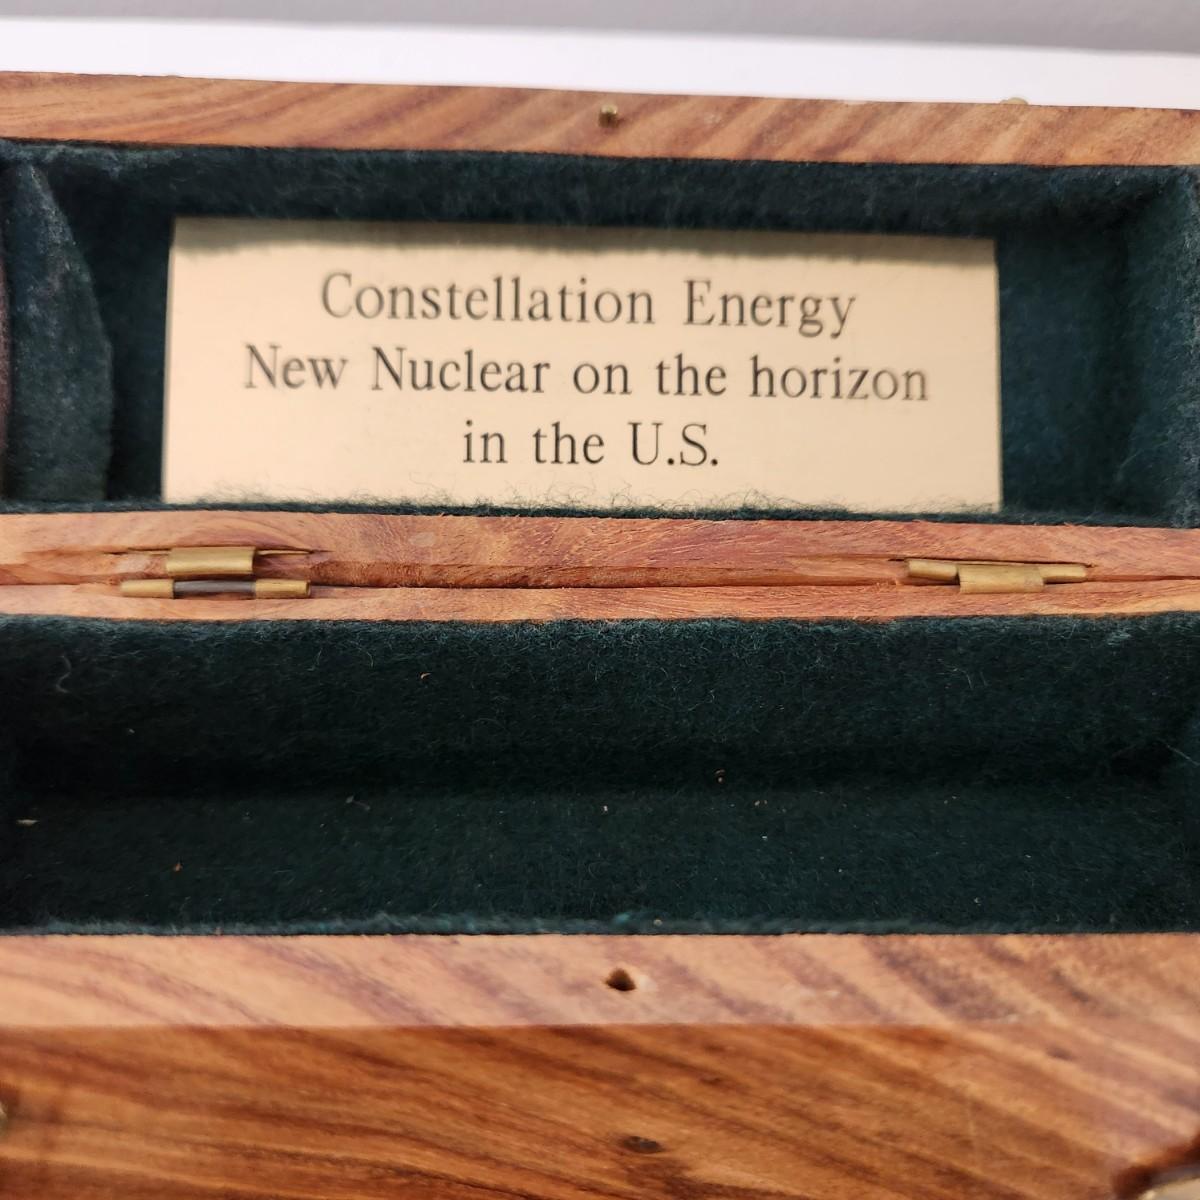 Constellation Energy
New Nuclear on the horizon
in the U.S.